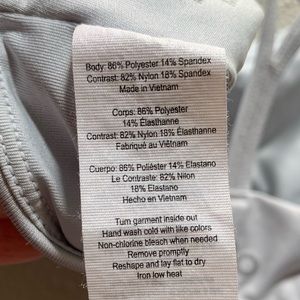 Body: 86% Polyester 14% Spandex
Contrast: 82% Nylon 18% Spandex
Made in Vietnam
Corps: 86% Polyester
14% Élasthanne
Contrast: 82% Nylon 18% Élasthanne
Fabriqué au Viêtnam
Cuerpo: 86% Poliéster 14% Elastano
Le Contraste: 82% Nilon
18% Elastano
Hecho en Vietnam
Turn garment inside out
Hand wash cold with like colors
Non-chlorine bleach when needed
Remove promptly
Reshape and lay flat to dry
Iron low heat